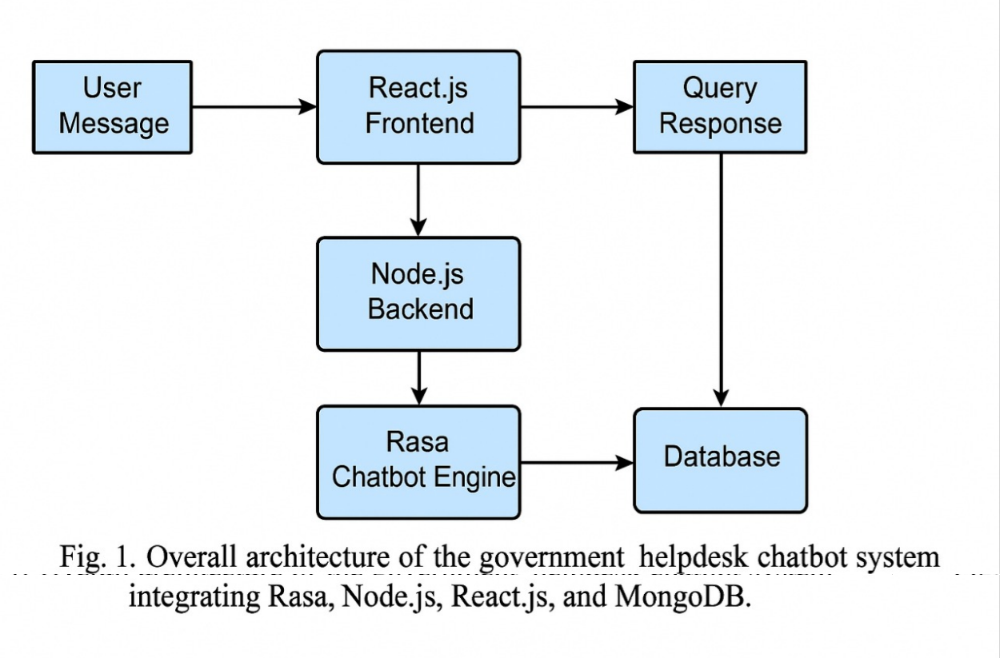 User
Message
React.js
Frontend
Query
Response
Node.js
Backend
Rasa
Chatbot Engine
Database
Fig. 1. Overall architecture of the government helpdesk chatbot system
integrating Rasa, Node.js, React.js, and MongoDB.